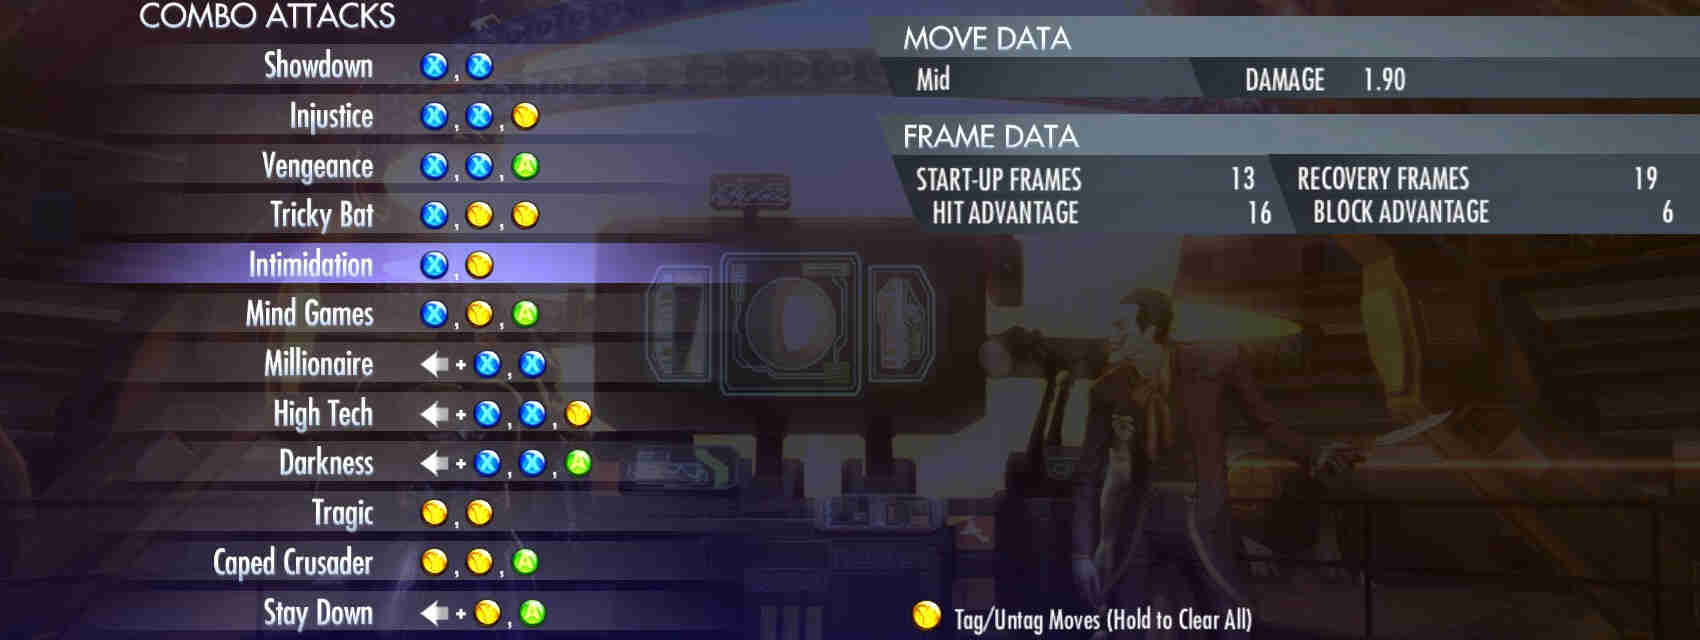 COMBO ATTACKS
Showdown X , X
Injustice X , X , Y
Vengeance X , X , A
Tricky Bat X , Y , Y
Intimidation X , Y
Mind Games X , Y , A
Millionaire ← + X , X
High Tech ← + X , X , Y
Darkness ← + X , X , A
Tragic Y , Y
Caped Crusader Y , Y , A
Stay Down ← + Y , A
MOVE DATA
Mid DAMAGE 1.90
FRAME DATA
START-UP FRAMES 13 RECOVERY FRAMES 19
HIT ADVANTAGE 16 BLOCK ADVANTAGE 6
Y Tag/Untag Moves (Hold to Clear All)